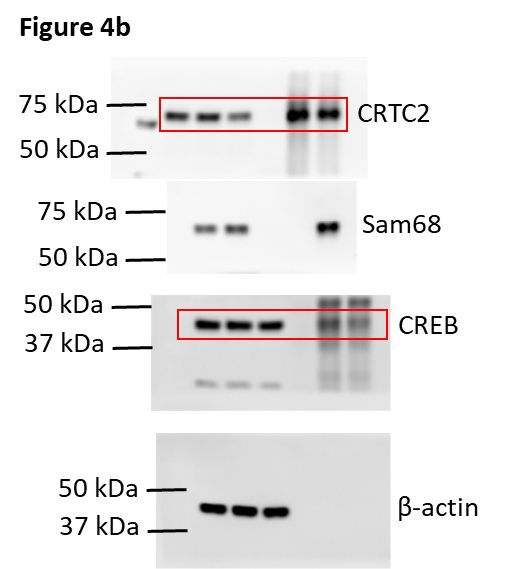 Figure 4b
75 kDa
CRTC2
50 kDa
75 kDa
Sam68
50 kDa
50 kDa
CREB
37 kDa
50 kDa
β-actin
37 kDa